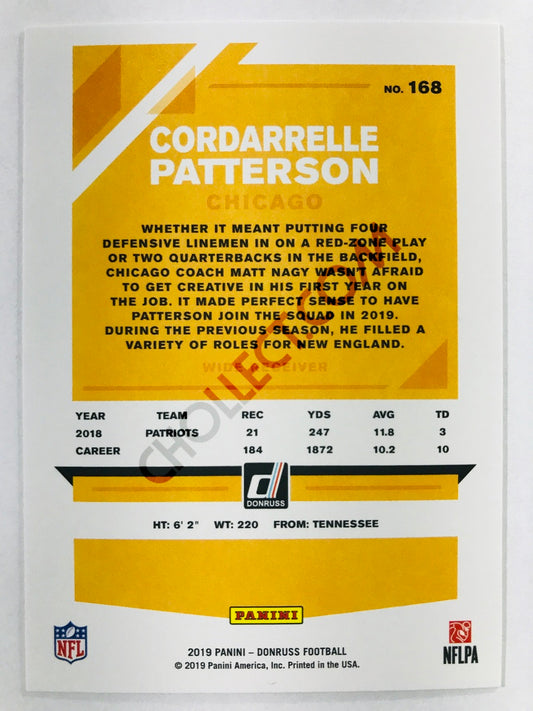 NO. 168
CORDARRELLE
PATTERSON
CHICAGO
WHETHER IT MEANT PUTTING FOUR
DEFENSIVE LINEMEN IN ON A RED-ZONE PLAY
OR TWO QUARTERBACKS IN THE BACKFIELD,
CHICAGO COACH MATT NAGY WASN'T AFRAID
TO GET CREATIVE IN HIS FIRST YEAR ON
THE JOB. IT MADE PERFECT SENSE TO HAVE
PATTERSON JOIN THE SQUAD IN 2019.
DURING THE PREVIOUS SEASON, HE FILLED A
VARIETY OF ROLES FOR NEW ENGLAND.
WIDE RECEIVER
CHOLLECT.COM
YEAR TEAM REC YDS AVG TD
2018 PATRIOTS 21 247 11.8 3
CAREER 184 1872 10.2 10
d
DONRUSS
HT: 6' 2" WT: 220 FROM: TENNESSEE
PANINI
NFL
NFLPA
2019 PANINI – DONRUSS FOOTBALL
© 2019 Panini America, Inc. Printed in the USA.